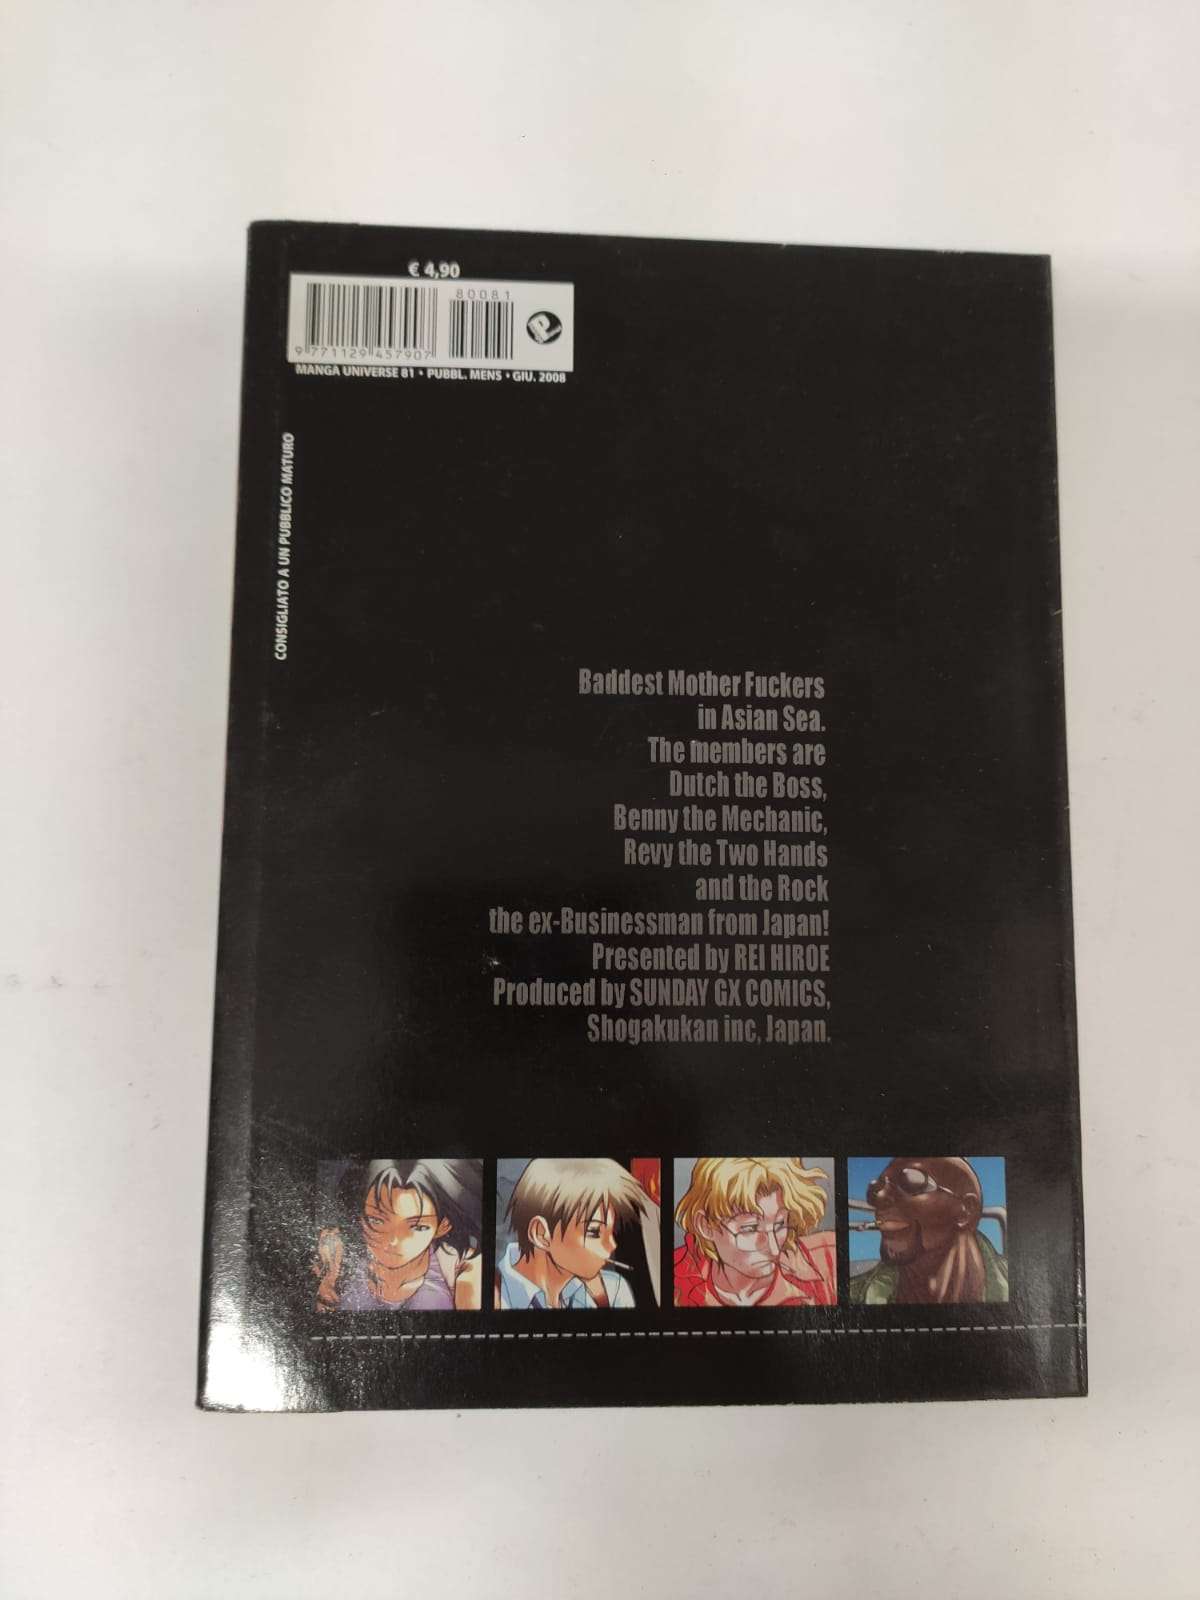 € 4,90
80081
9 771129 457907
MANGA UNIVERSE 81 • PUBBL. MENS • GIU. 2008
CONSIGLIATO A UN PUBBLICO MATURO
Baddest Mother Fuckers
in Asian Sea.
The members are
Dutch the Boss,
Benny the Mechanic,
Revy the Two Hands
and the Rock
the ex-Businessman from Japan!
Presented by REI HIROE
Produced by SUNDAY GX COMICS,
Shogakukan inc, Japan.